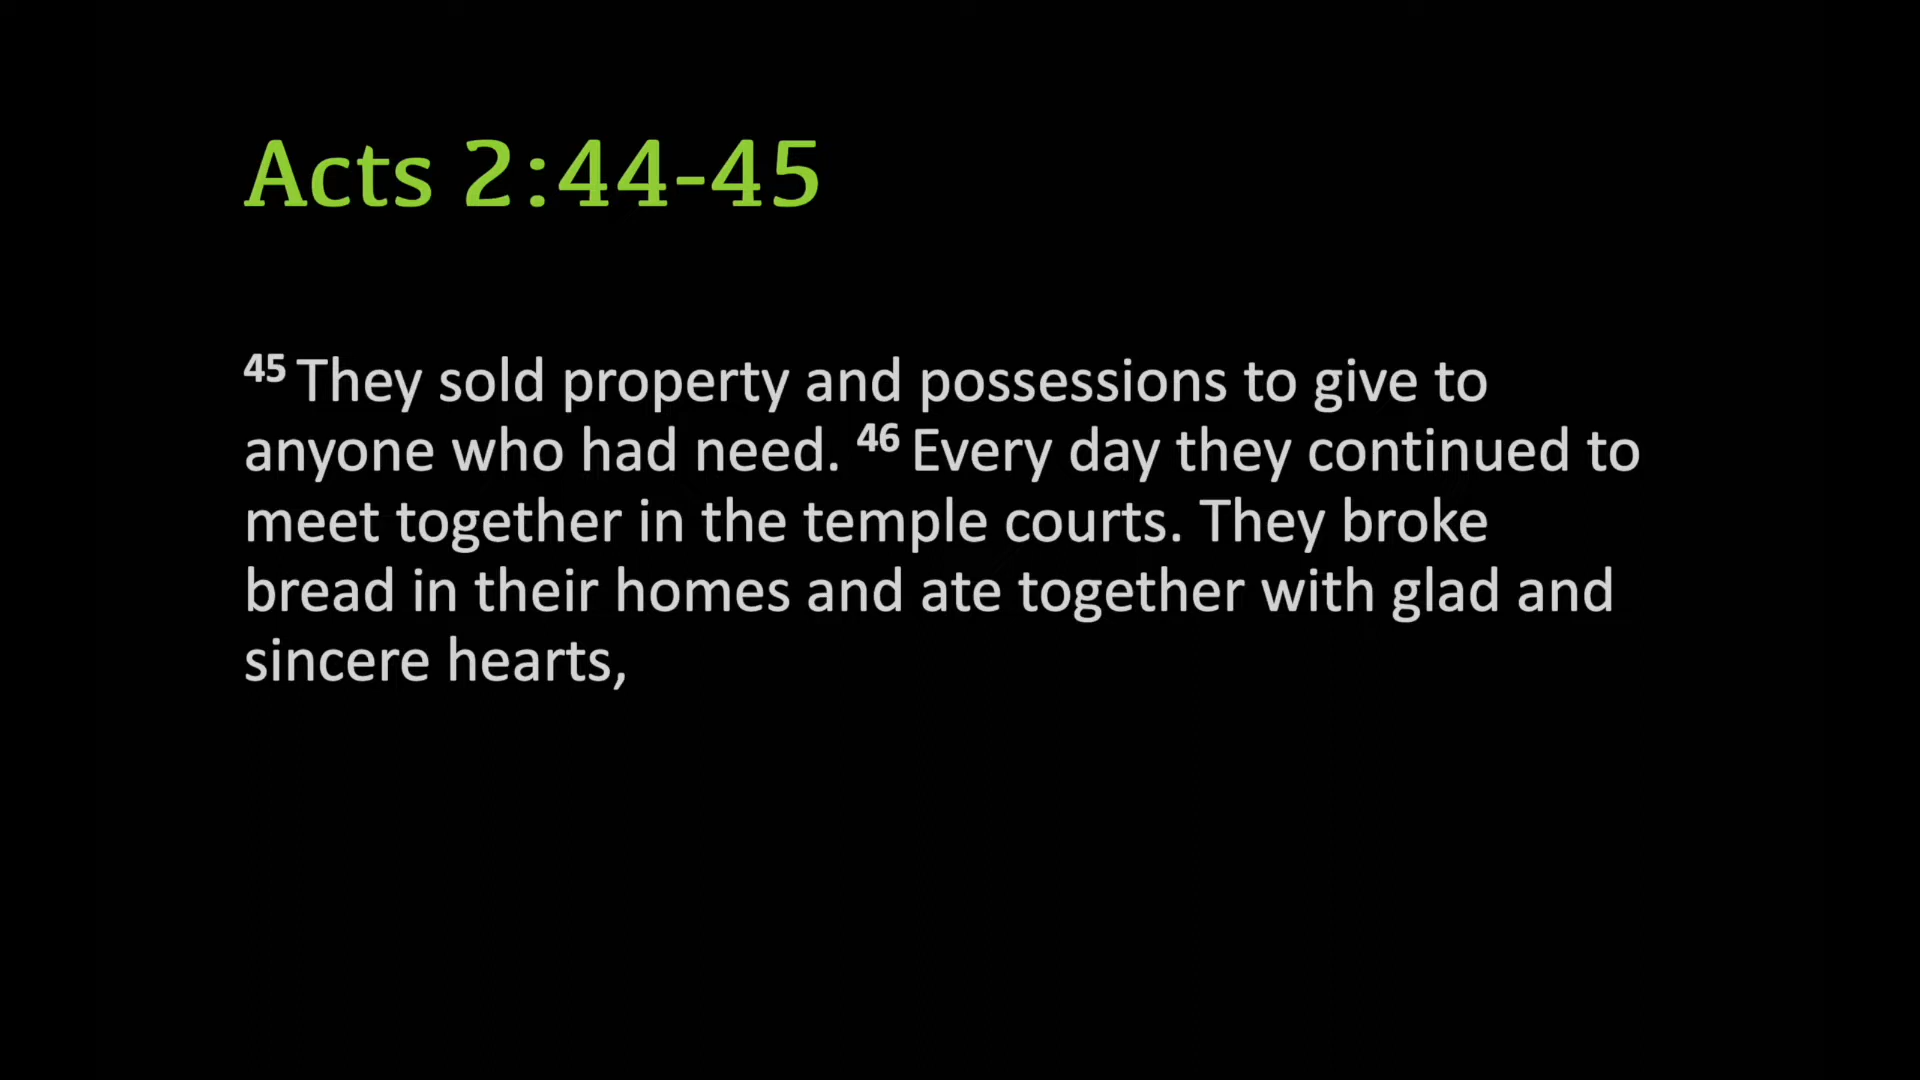 Acts 2:44-45
45 They sold property and possessions to give to
anyone who had need. 46 Every day they continued to
meet together in the temple courts. They broke
bread in their homes and ate together with glad and
sincere hearts,